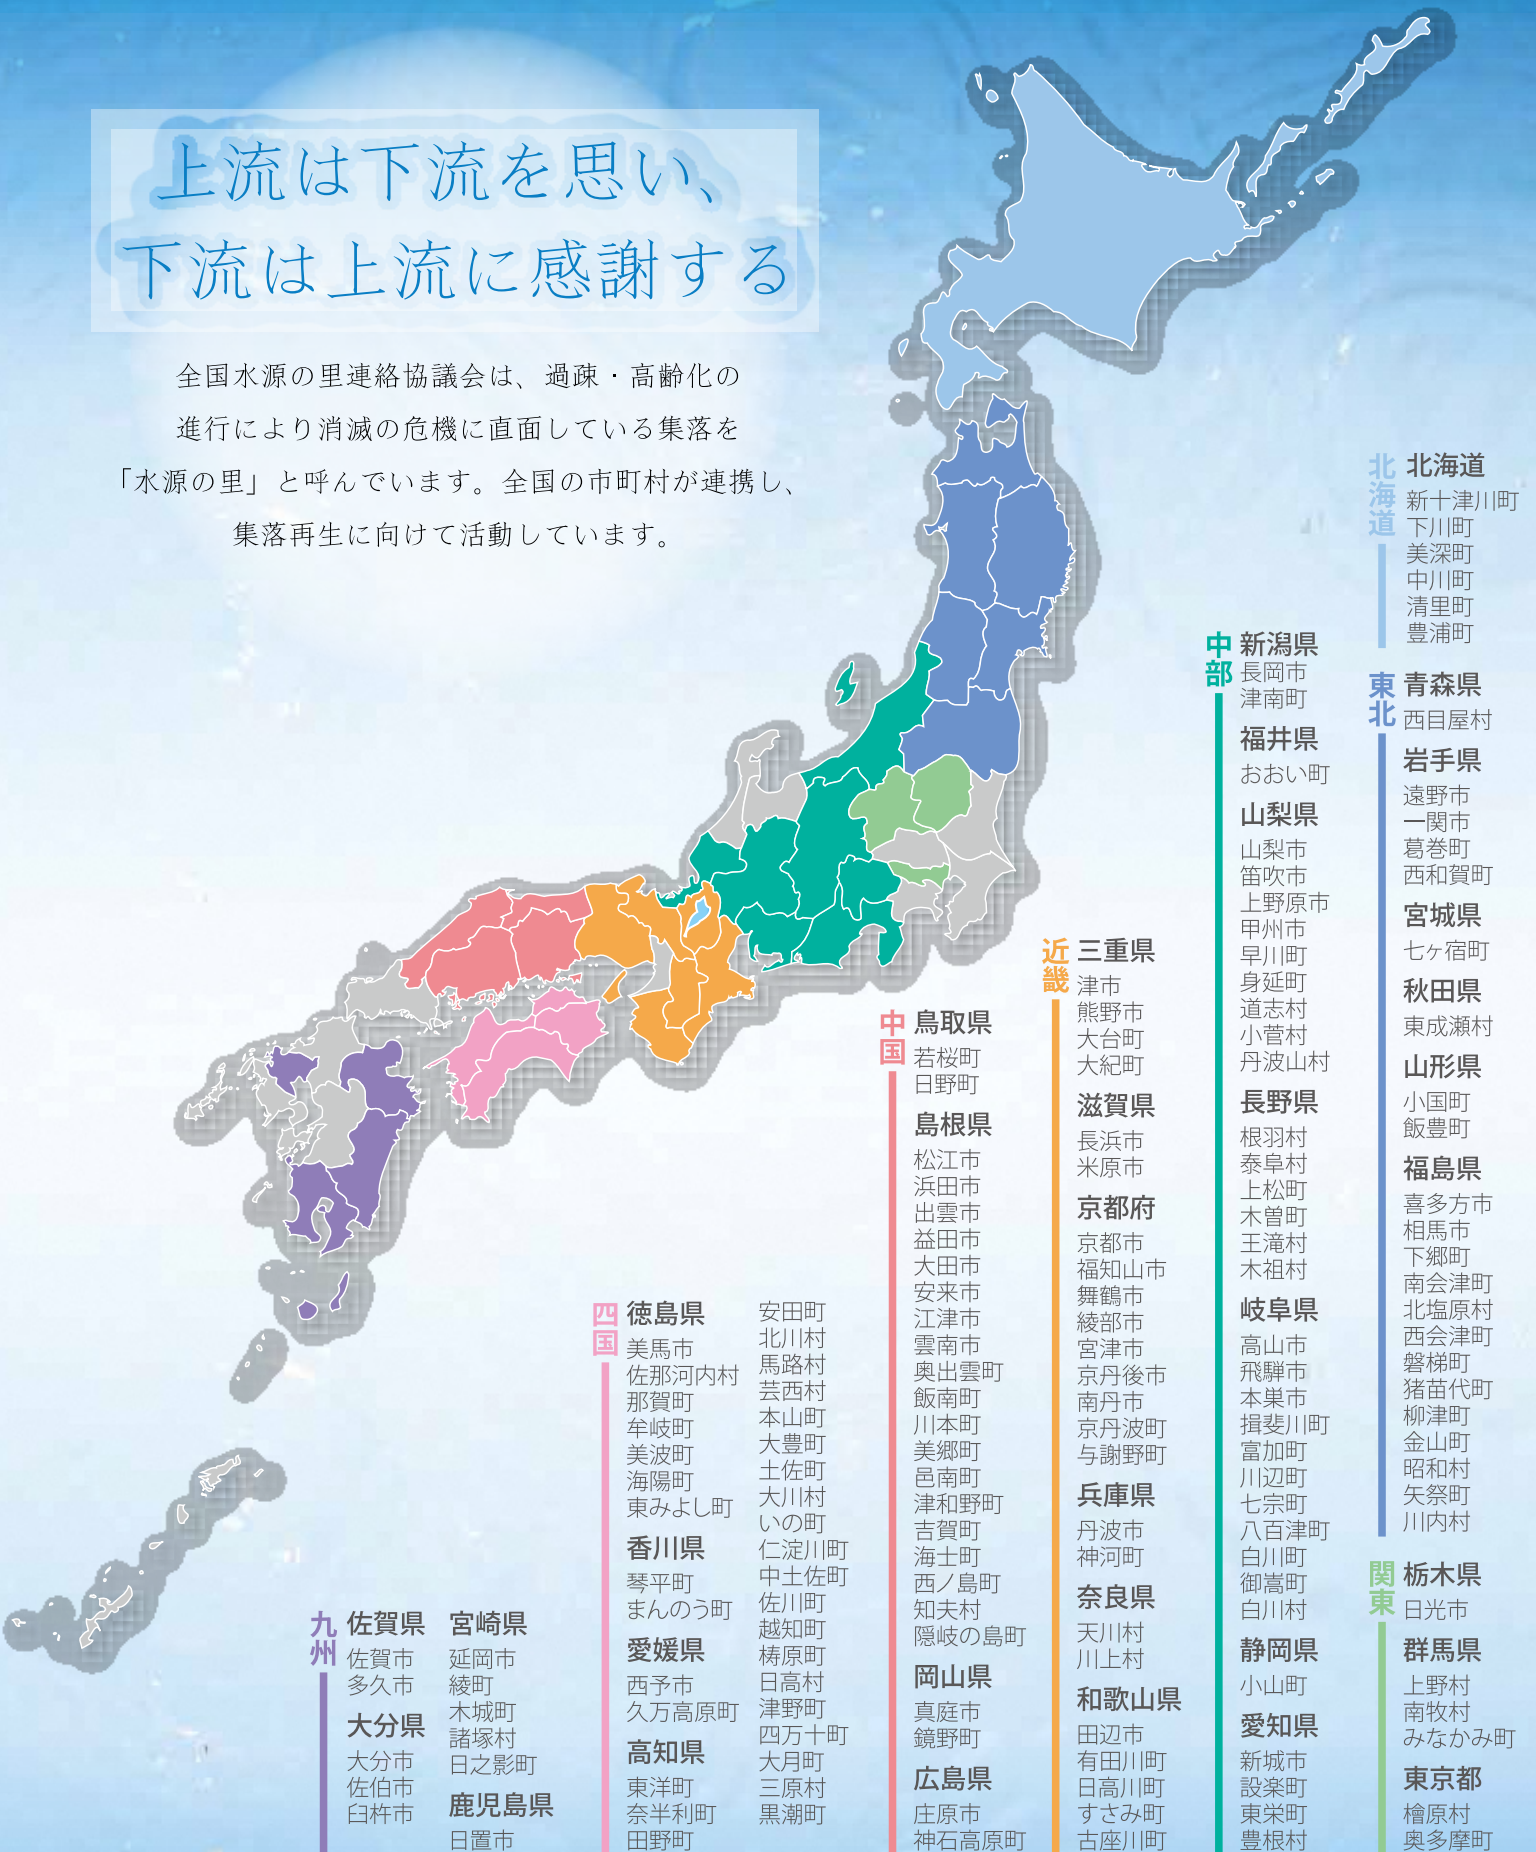 上流は下流を思い、
下流は上流に感謝する
全国水源の里連絡協議会は、過疎・高齢化の
進行により消滅の危機に直面している集落を
「水源の里」と呼んでいます。全国の市町村が連携し、
集落再生に向けて活動しています。
北海道
北海道
新十津川町
下川町
美深町
中川町
清里町
豊浦町
東北
青森県
西目屋村
岩手県
遠野市
一関市
葛巻町
西和賀町
宮城県
七ヶ宿町
秋田県
東成瀬村
山形県
小国町
飯豊町
福島県
喜多方市
相馬市
下郷町
南会津町
北塩原村
西会津町
磐梯町
猪苗代町
柳津町
金山町
昭和村
矢祭町
川内村
関東
栃木県
日光市
群馬県
上野村
南牧村
みなかみ町
東京都
檜原村
奥多摩町
中部
新潟県
長岡市
津南町
福井県
おおい町
山梨県
山梨市
笛吹市
上野原市
甲州市
早川町
身延町
道志村
小菅村
丹波山村
長野県
根羽村
泰阜村
上松町
木曽町
王滝村
木祖村
岐阜県
高山市
飛騨市
本巣市
揖斐川町
富加町
川辺町
七宗町
八百津町
白川町
御嵩町
白川村
静岡県
小山町
愛知県
新城市
設楽町
東栄町
豊根村
近畿
三重県
津市
熊野市
大台町
大紀町
滋賀県
長浜市
米原市
京都府
京都市
福知山市
舞鶴市
綾部市
宮津市
京丹後市
南丹市
京丹波町
与謝野町
兵庫県
丹波市
神河町
奈良県
天川村
川上村
和歌山県
田辺市
有田川町
日高川町
すさみ町
古座川町
中国
鳥取県
若桜町
日野町
島根県
松江市
浜田市
出雲市
益田市
大田市
安来市
江津市
雲南市
奥出雲町
飯南町
川本町
美郷町
邑南町
津和野町
吉賀町
海士町
西ノ島町
知夫村
隠岐の島町
岡山県
真庭市
鏡野町
広島県
庄原市
神石高原町
四国
徳島県
美馬市
佐那河内村
那賀町
牟岐町
美波町
海陽町
東みよし町
香川県
琴平町
まんのう町
愛媛県
西予市
久万高原町
高知県
東洋町
奈半利町
田野町
安田町
北川村
馬路村
芸西村
本山町
大豊町
土佐町
大川村
いの町
仁淀川町
中土佐町
佐川町
越知町
梼原町
日高村
津野町
四万十町
大月町
三原村
黒潮町
九州
佐賀県
佐賀市
多久市
大分県
大分市
佐伯市
臼杵市
宮崎県
延岡市
綾町
木城町
諸塚村
日之影町
鹿児島県
日置市